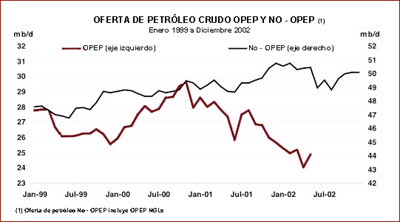 OFERTA DE PETRÓLEO CRUDO OPEP Y NO - OPEP (1)
Enero 1999 a Diciembre 2002
mb/d mb/d
OPEP (eje izquierdo) No - OPEP (eje derecho)
31 52
30 51
29 50
28 49
27 48
26 47
25 46
24 45
23 44
22 43
42
Jan-99 Jul-99 Jan-00 Jul-00 Jan-01 Jul-01 Jan-02 Jul-02
(1) Oferta de petróleo No - OPEP incluye OPEP NGLs